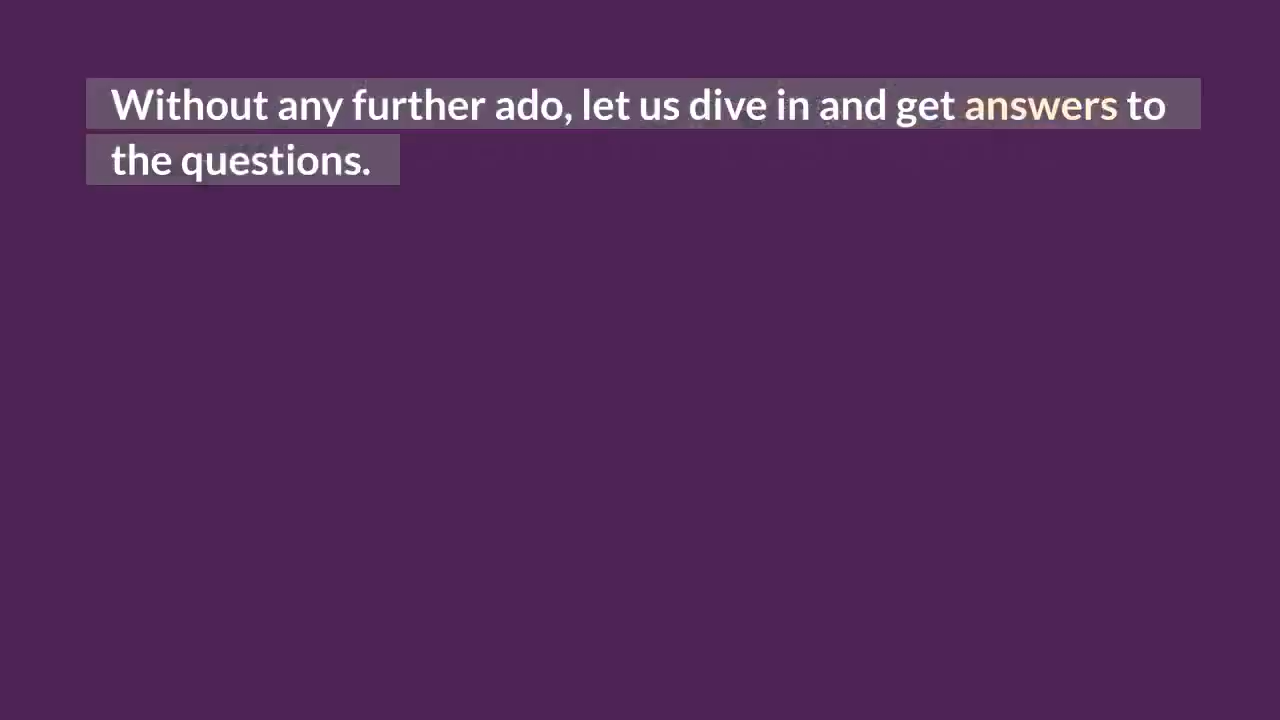 Without any further ado, let us dive in and get answers to
the questions.